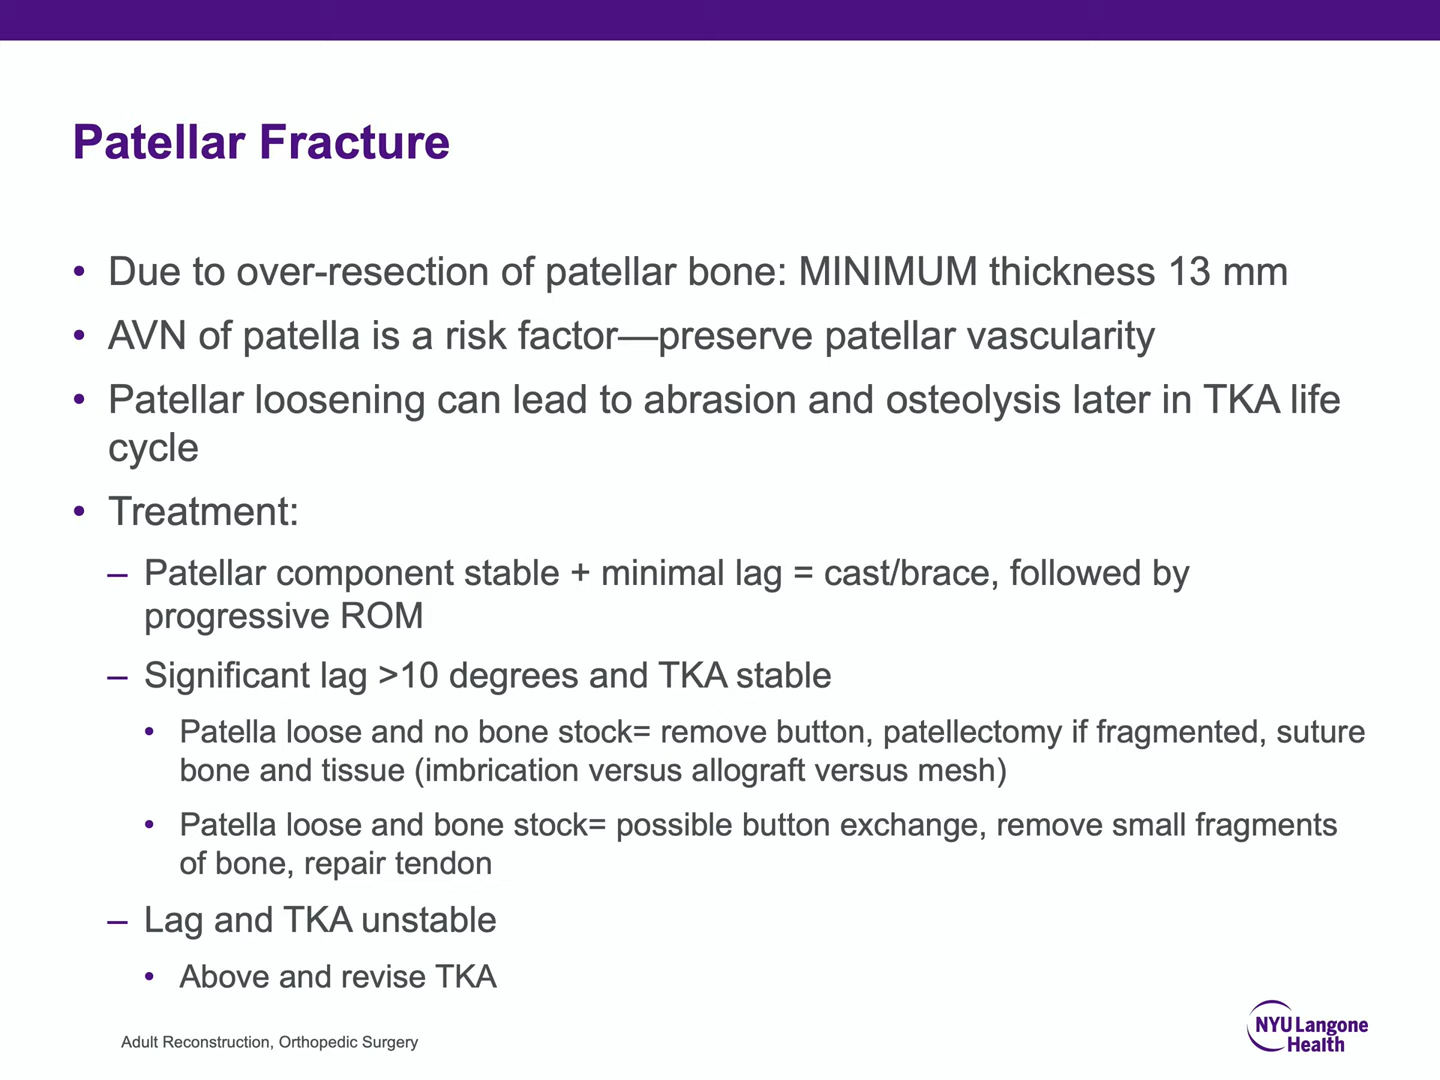 Patellar Fracture
• Due to over-resection of patellar bone: MINIMUM thickness 13 mm
• AVN of patella is a risk factor—preserve patellar vascularity
• Patellar loosening can lead to abrasion and osteolysis later in TKA life
cycle
• Treatment:
– Patellar component stable + minimal lag = cast/brace, followed by
progressive ROM
– Significant lag >10 degrees and TKA stable
• Patella loose and no bone stock= remove button, patellectomy if fragmented, suture
bone and tissue (imbrication versus allograft versus mesh)
• Patella loose and bone stock= possible button exchange, remove small fragments
of bone, repair tendon
– Lag and TKA unstable
• Above and revise TKA
Adult Reconstruction, Orthopedic Surgery
NYU Langone
Health